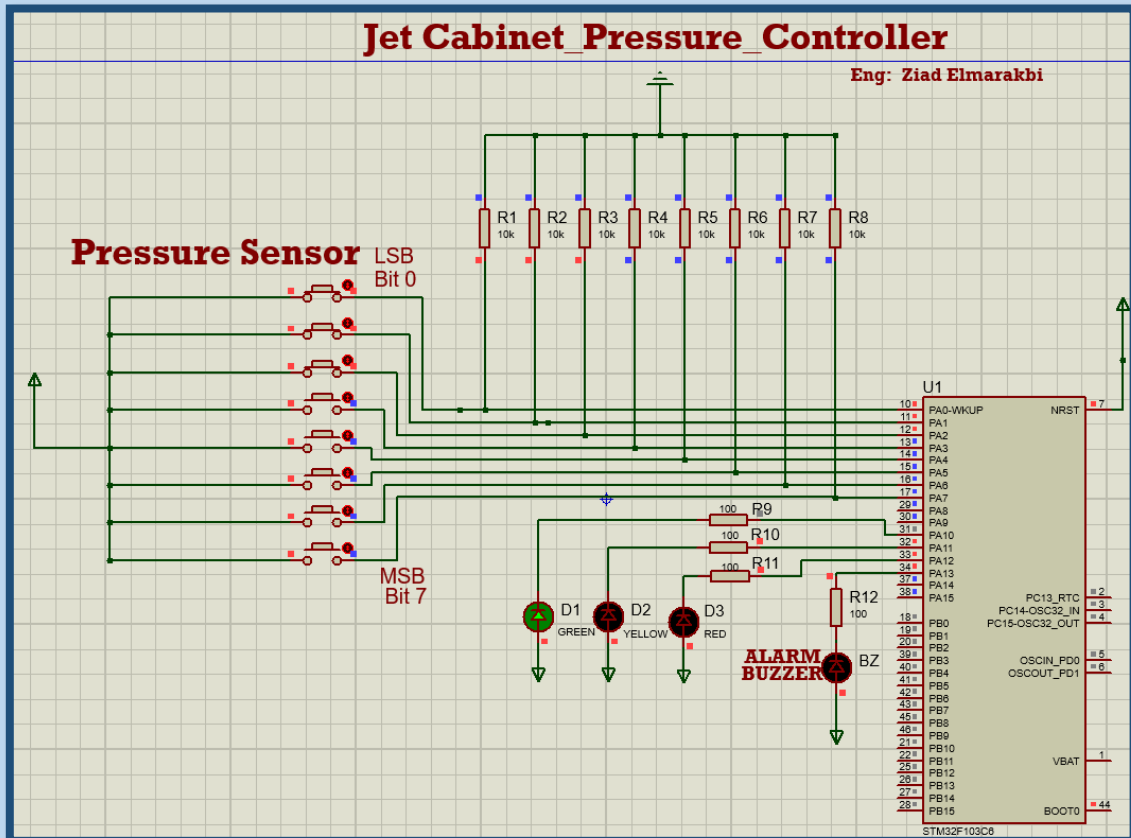 Jet Cabinet_Pressure_Controller
Eng: Ziad Elmarakbi
R1
10k
R2
10k
R3
10k
R4
10k
R5
10k
R6
10k
R7
10k
R8
10k
Pressure Sensor
LSB
Bit 0
MSB
Bit 7
U1
10
PA0-WKUP
11
PA1
12
PA2
13
PA3
14
PA4
15
PA5
16
PA6
17
PA7
29
PA8
30
PA9
31
PA10
32
PA11
33
PA12
34
PA13
37
PA14
38
PA15
18
PB0
19
PB1
20
PB2
39
PB3
40
PB4
41
PB5
42
PB6
43
PB7
45
PB8
46
PB9
21
PB10
22
PB11
25
PB12
26
PB13
27
PB14
28
PB15
NRST
7
PC13_RTC
2
PC14-OSC32_IN
3
PC15-OSC32_OUT
4
OSCIN_PD0
5
OSCOUT_PD1
6
VBAT
1
BOOT0
44
STM32F103C6
100
R9
100
R10
100
R11
R12
100
D1
GREEN
D2
YELLOW
D3
RED
ALARM
BUZZER
BZ